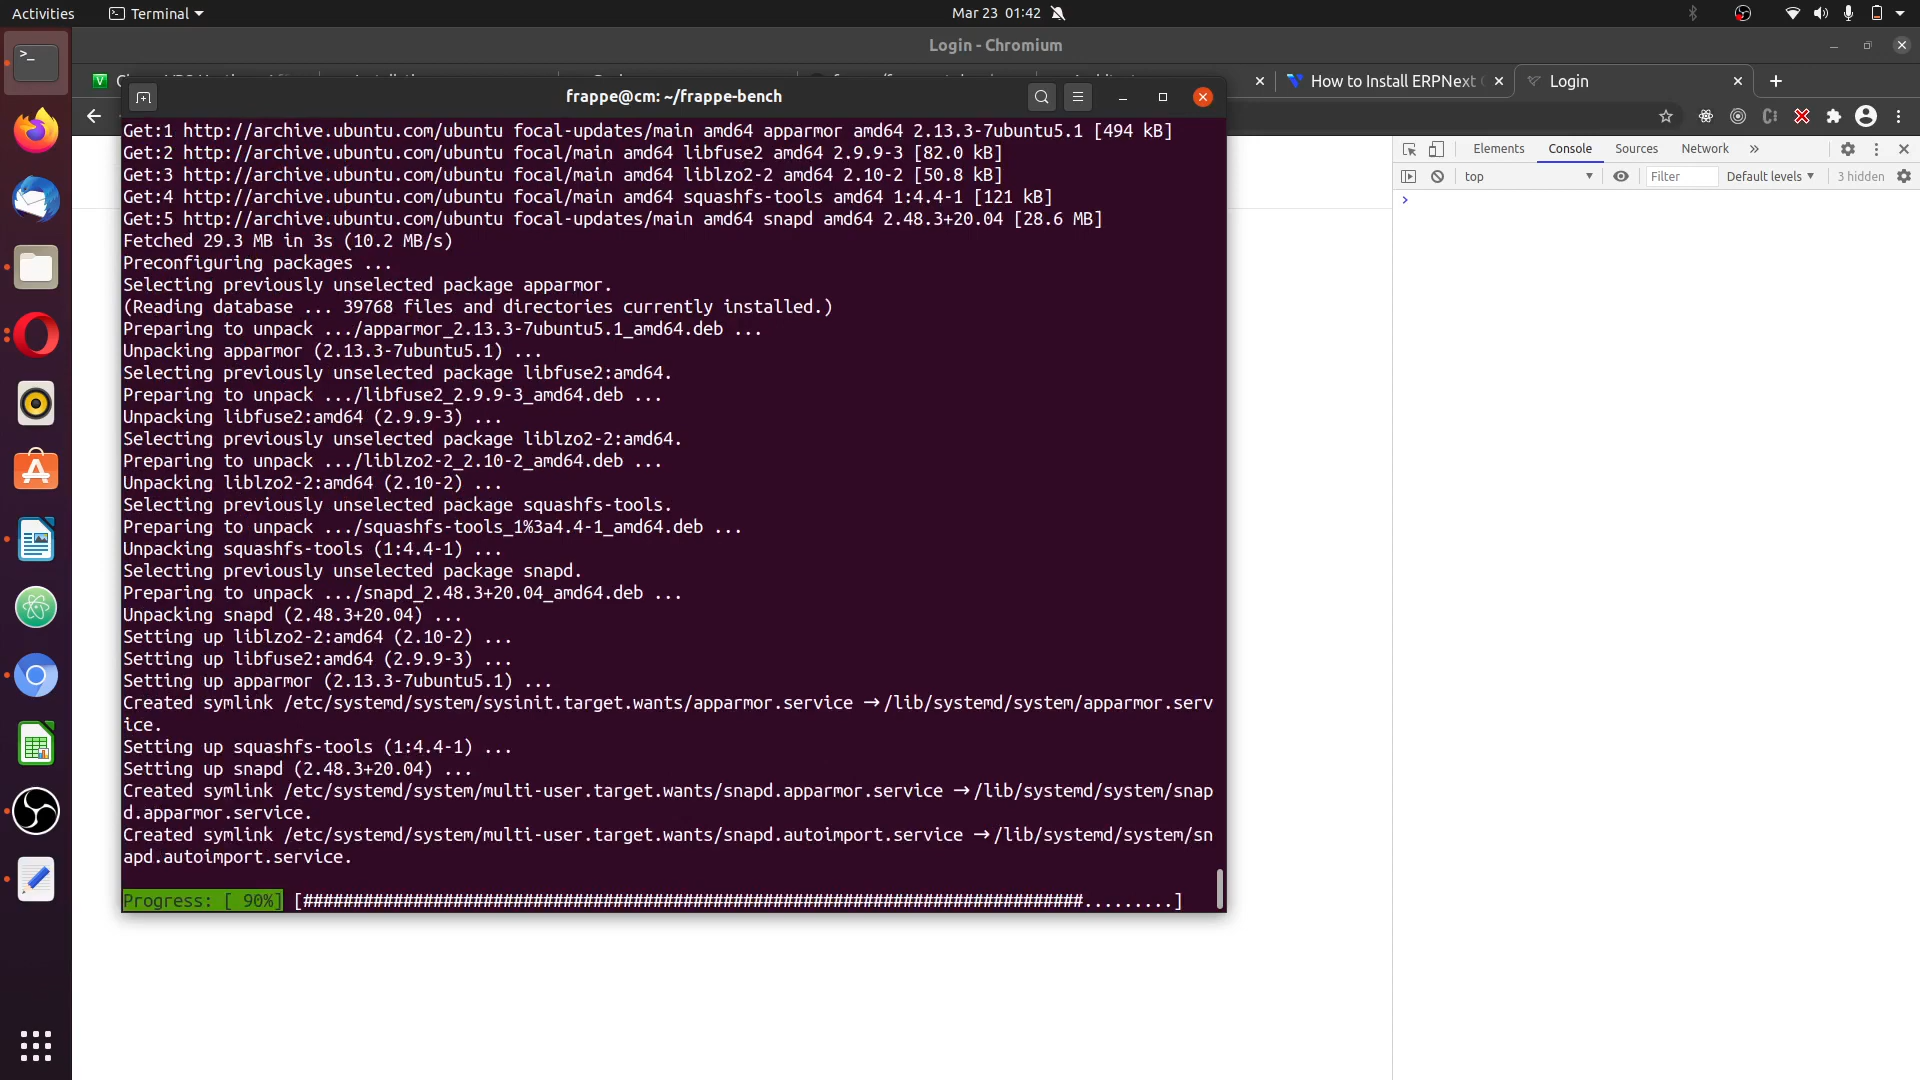 Activities
Terminal
Mar 23 01:42
Login - Chromium
How to Install ERPNext
Login
frappe@cm: ~/frappe-bench
Elements
Console
Sources
Network
top
Filter
Default levels
3 hidden
Get:1 http://archive.ubuntu.com/ubuntu focal-updates/main amd64 apparmor amd64 2.13.3-7ubuntu5.1 [494 kB]
Get:2 http://archive.ubuntu.com/ubuntu focal/main amd64 libfuse2 amd64 2.9.9-3 [82.0 kB]
Get:3 http://archive.ubuntu.com/ubuntu focal/main amd64 liblzo2-2 amd64 2.10-2 [50.8 kB]
Get:4 http://archive.ubuntu.com/ubuntu focal/main amd64 squashfs-tools amd64 1:4.4-1 [121 kB]
Get:5 http://archive.ubuntu.com/ubuntu focal-updates/main amd64 snapd amd64 2.48.3+20.04 [28.6 MB]
Fetched 29.3 MB in 3s (10.2 MB/s)
Preconfiguring packages ...
Selecting previously unselected package apparmor.
(Reading database ... 39768 files and directories currently installed.)
Preparing to unpack .../apparmor_2.13.3-7ubuntu5.1_amd64.deb ...
Unpacking apparmor (2.13.3-7ubuntu5.1) ...
Selecting previously unselected package libfuse2:amd64.
Preparing to unpack .../libfuse2_2.9.9-3_amd64.deb ...
Unpacking libfuse2:amd64 (2.9.9-3) ...
Selecting previously unselected package liblzo2-2:amd64.
Preparing to unpack .../liblzo2-2_2.10-2_amd64.deb ...
Unpacking liblzo2-2:amd64 (2.10-2) ...
Selecting previously unselected package squashfs-tools.
Preparing to unpack .../squashfs-tools_1%3a4.4-1_amd64.deb ...
Unpacking squashfs-tools (1:4.4-1) ...
Selecting previously unselected package snapd.
Preparing to unpack .../snapd_2.48.3+20.04_amd64.deb ...
Unpacking snapd (2.48.3+20.04) ...
Setting up liblzo2-2:amd64 (2.10-2) ...
Setting up libfuse2:amd64 (2.9.9-3) ...
Setting up apparmor (2.13.3-7ubuntu5.1) ...
Created symlink /etc/systemd/system/sysinit.target.wants/apparmor.service → /lib/systemd/system/apparmor.serv
ice.
Setting up squashfs-tools (1:4.4-1) ...
Setting up snapd (2.48.3+20.04) ...
Created symlink /etc/systemd/system/multi-user.target.wants/snapd.apparmor.service → /lib/systemd/system/snap
d.apparmor.service.
Created symlink /etc/systemd/system/multi-user.target.wants/snapd.autoimport.service → /lib/systemd/system/sn
apd.autoimport.service.
Progress: [ 90%] [##############################################################################.........]